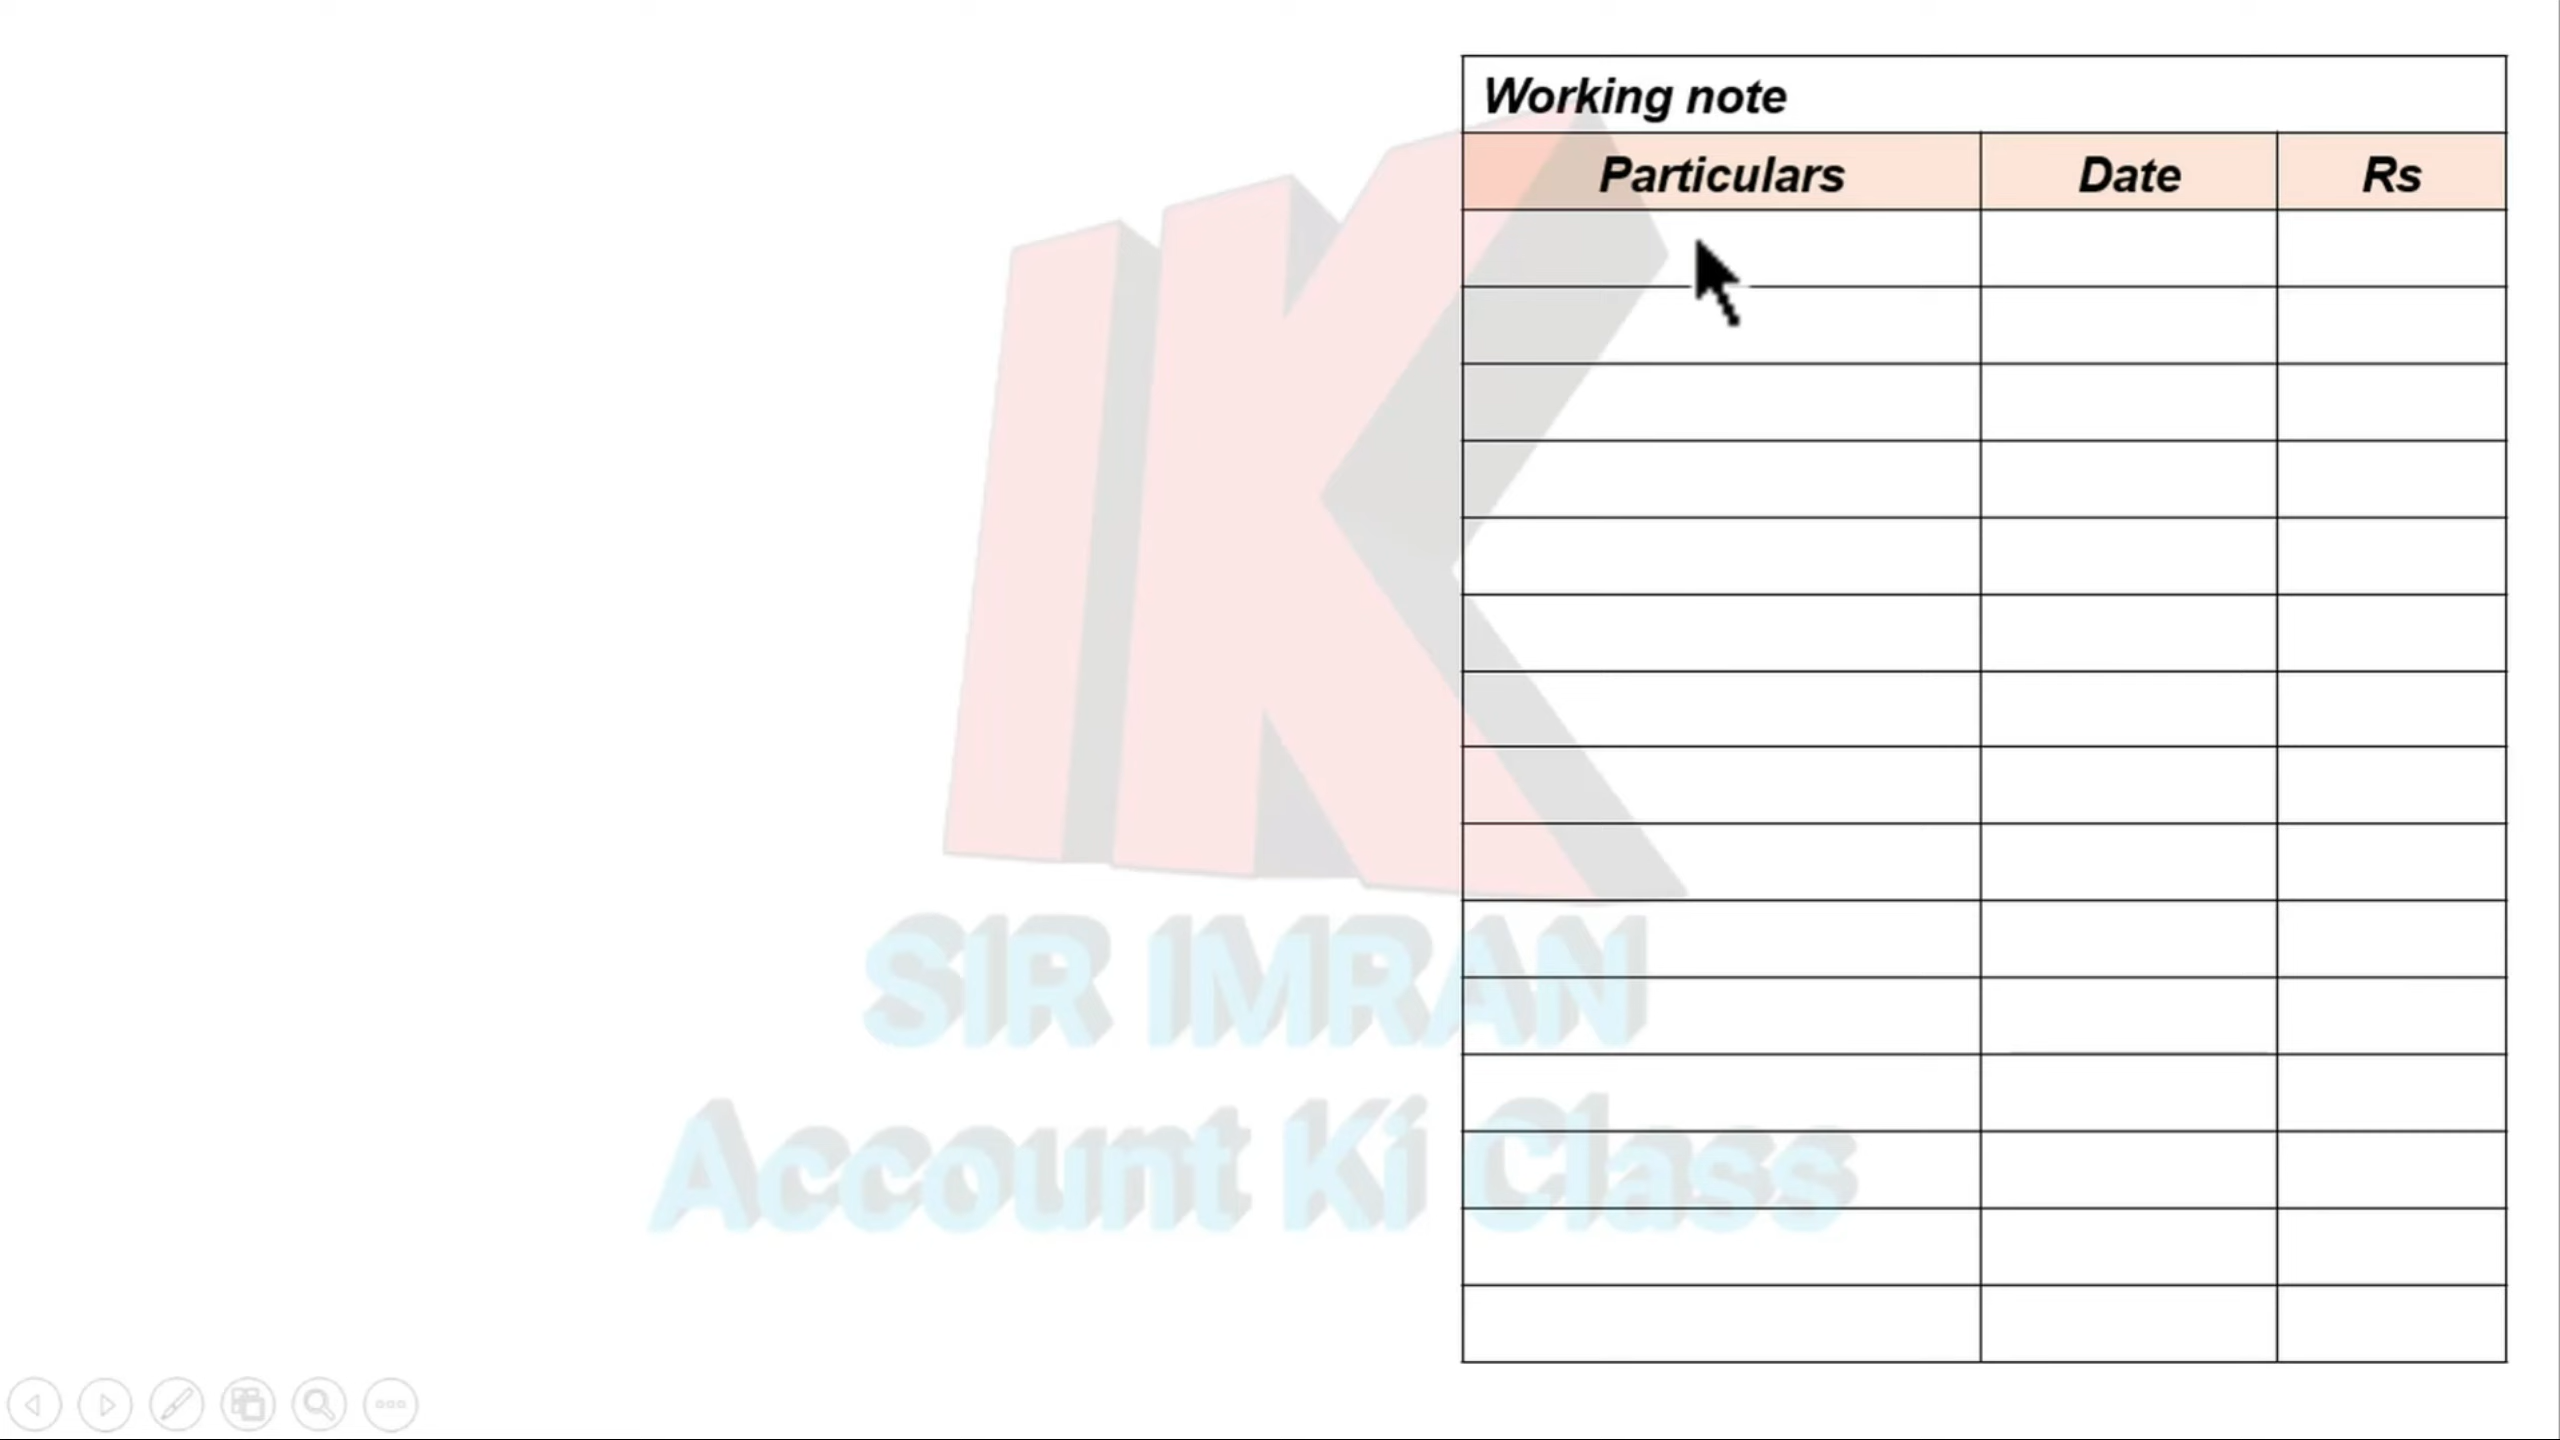 Working note
Particulars Date Rs
IK
SIR IMRAN
Account Ki Class